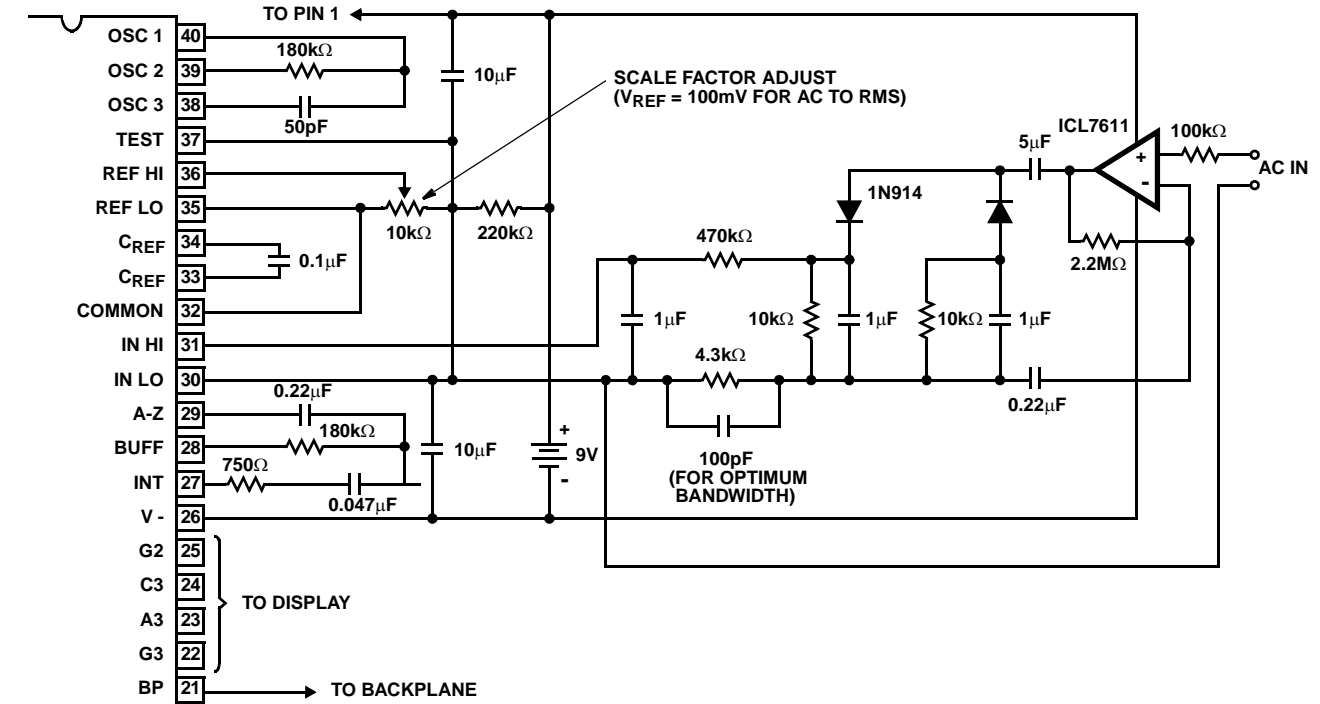 TO PIN 1
OSC 1 40
180kΩ
OSC 2 39
10μF
SCALE FACTOR ADJUST
(VREF = 100mV FOR AC TO RMS)
OSC 3 38
50pF
TEST 37
ICL7611
100kΩ
5μF
+
-
AC IN
REF HI 36
1N914
REF LO 35
10kΩ
220kΩ
CREF 34
0.1μF
470kΩ
2.2MΩ
CREF 33
COMMON 32
1μF
10kΩ
1μF
10kΩ
1μF
IN HI 31
4.3kΩ
IN LO 30
0.22μF
0.22μF
A-Z 29
180kΩ
+
BUFF 28
10μF
9V
100pF
(FOR OPTIMUM
BANDWIDTH)
750Ω
-
INT 27
0.047μF
V - 26
G2 25
C3 24
TO DISPLAY
A3 23
G3 22
BP 21
TO BACKPLANE